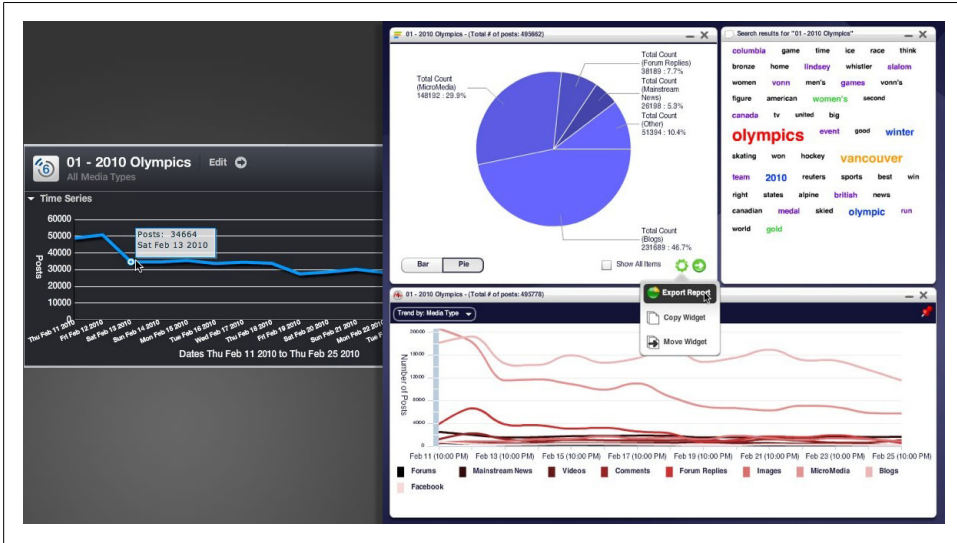 01 - 2010 Olympics Edit
All Media Types
Time Series
60000
50000
40000
30000
20000
10000
0
Posts
Posts: 34664
Sat Feb 13 2010
Thu Feb 11 2010
Fri Feb 12 2010
Sat Feb 13 2010
Sun Feb 14 2010
Mon Feb 15 2010
Tue Feb 16 2010
Wed Feb 17 2010
Thu Feb 18 2010
Fri Feb 19 2010
Sat Feb 20 2010
Sun Feb 21 2010
Mon Feb 22 2010
Dates Thu Feb 11 2010 to Thu Feb 25 2010
01 - 2010 Olympics - (Total # of posts: 495662)
Total Count
(MicroMedia)
148192 : 29.9%
Total Count
(Forum Replies)
38189 : 7.7%
Total Count
(Mainstream
News)
26198 : 5.3%
Total Count
(Other)
51394 : 10.4%
Total Count
(Blogs)
231689 : 46.7%
Bar Pie Show All Items
Export Report
Copy Widget
Move Widget
Search results for "01 - 2010 Olympics"
columbia game time ice race think
bronze home lindsey whistler slalom
women vonn men's games vonn's
figure american women's second
canada tv united big
olympics event good winter
skating won hockey vancouver
team 2010 reuters sports best win
right states alpine british news
canadian medal skied olympic run
world gold
01 - 2010 Olympics - (Total # of posts: 495778)
Trend by: Media Type
Number of Posts
20000
8000
4000
0
Feb 11 (10:00 PM) Feb 13 (10:00 PM) Feb 15 (10:00 PM) Feb 17 (10:00 PM) Feb 19 (10:00 PM) Feb 21 (10:00 PM) Feb 23 (10:00 PM) Feb 25 (10:00 PM)
Forums Mainstream News Videos Comments Forum Replies Images MicroMedia Blogs
Facebook